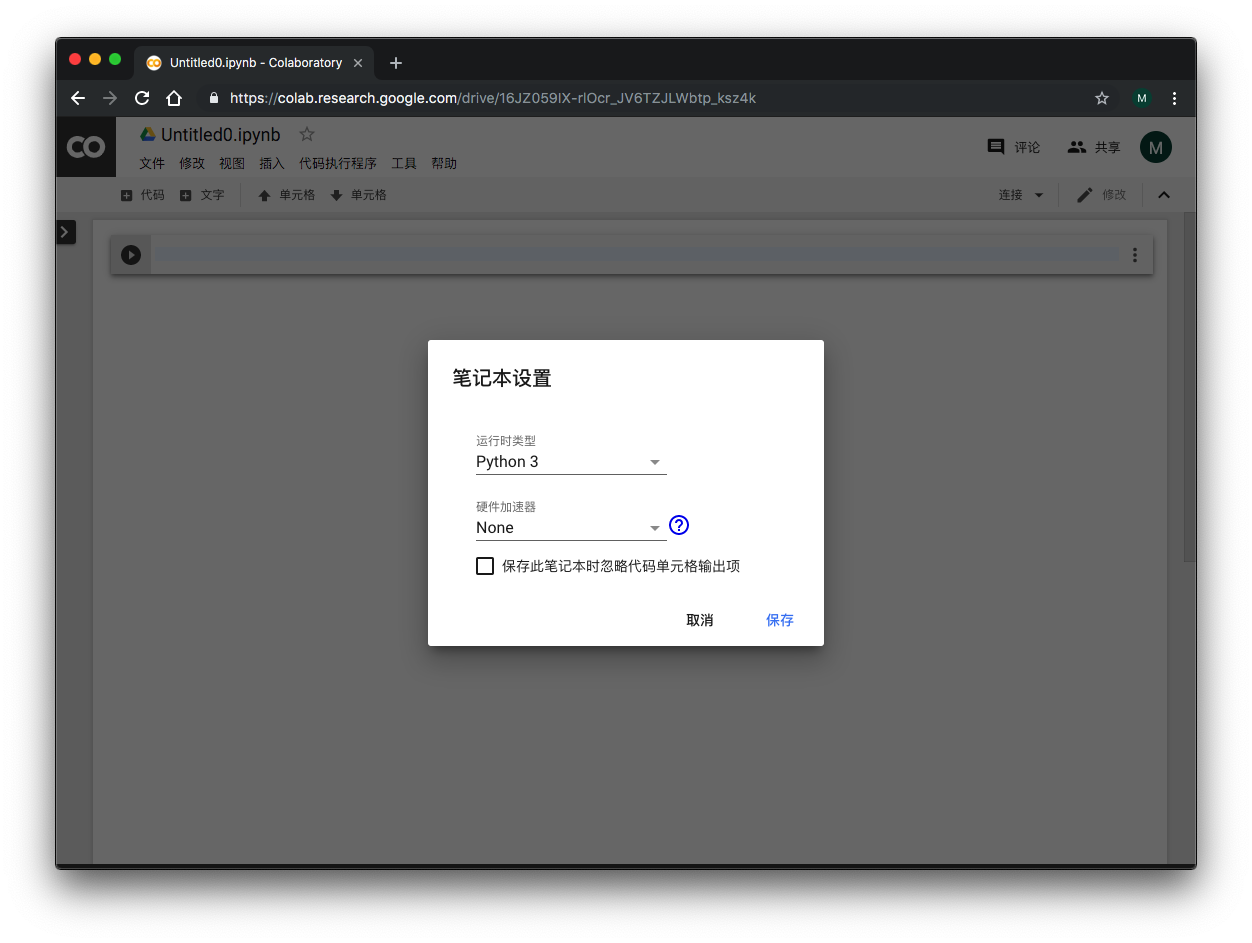 Untitled0.ipynb - Colaboratory
https://colab.research.google.com/drive/16JZ059IX-rlOcr_JV6TZJLWbtp_ksz4k
M
CO
Untitled0.ipynb
文件 修改 视图 插入 代码执行程序 工具 帮助
评论 共享 M
代码 文字 单元格 单元格 连接 修改
笔记本设置
运行时类型
Python 3
硬件加速器
None
?
保存此笔记本时忽略代码单元格输出项
取消 保存